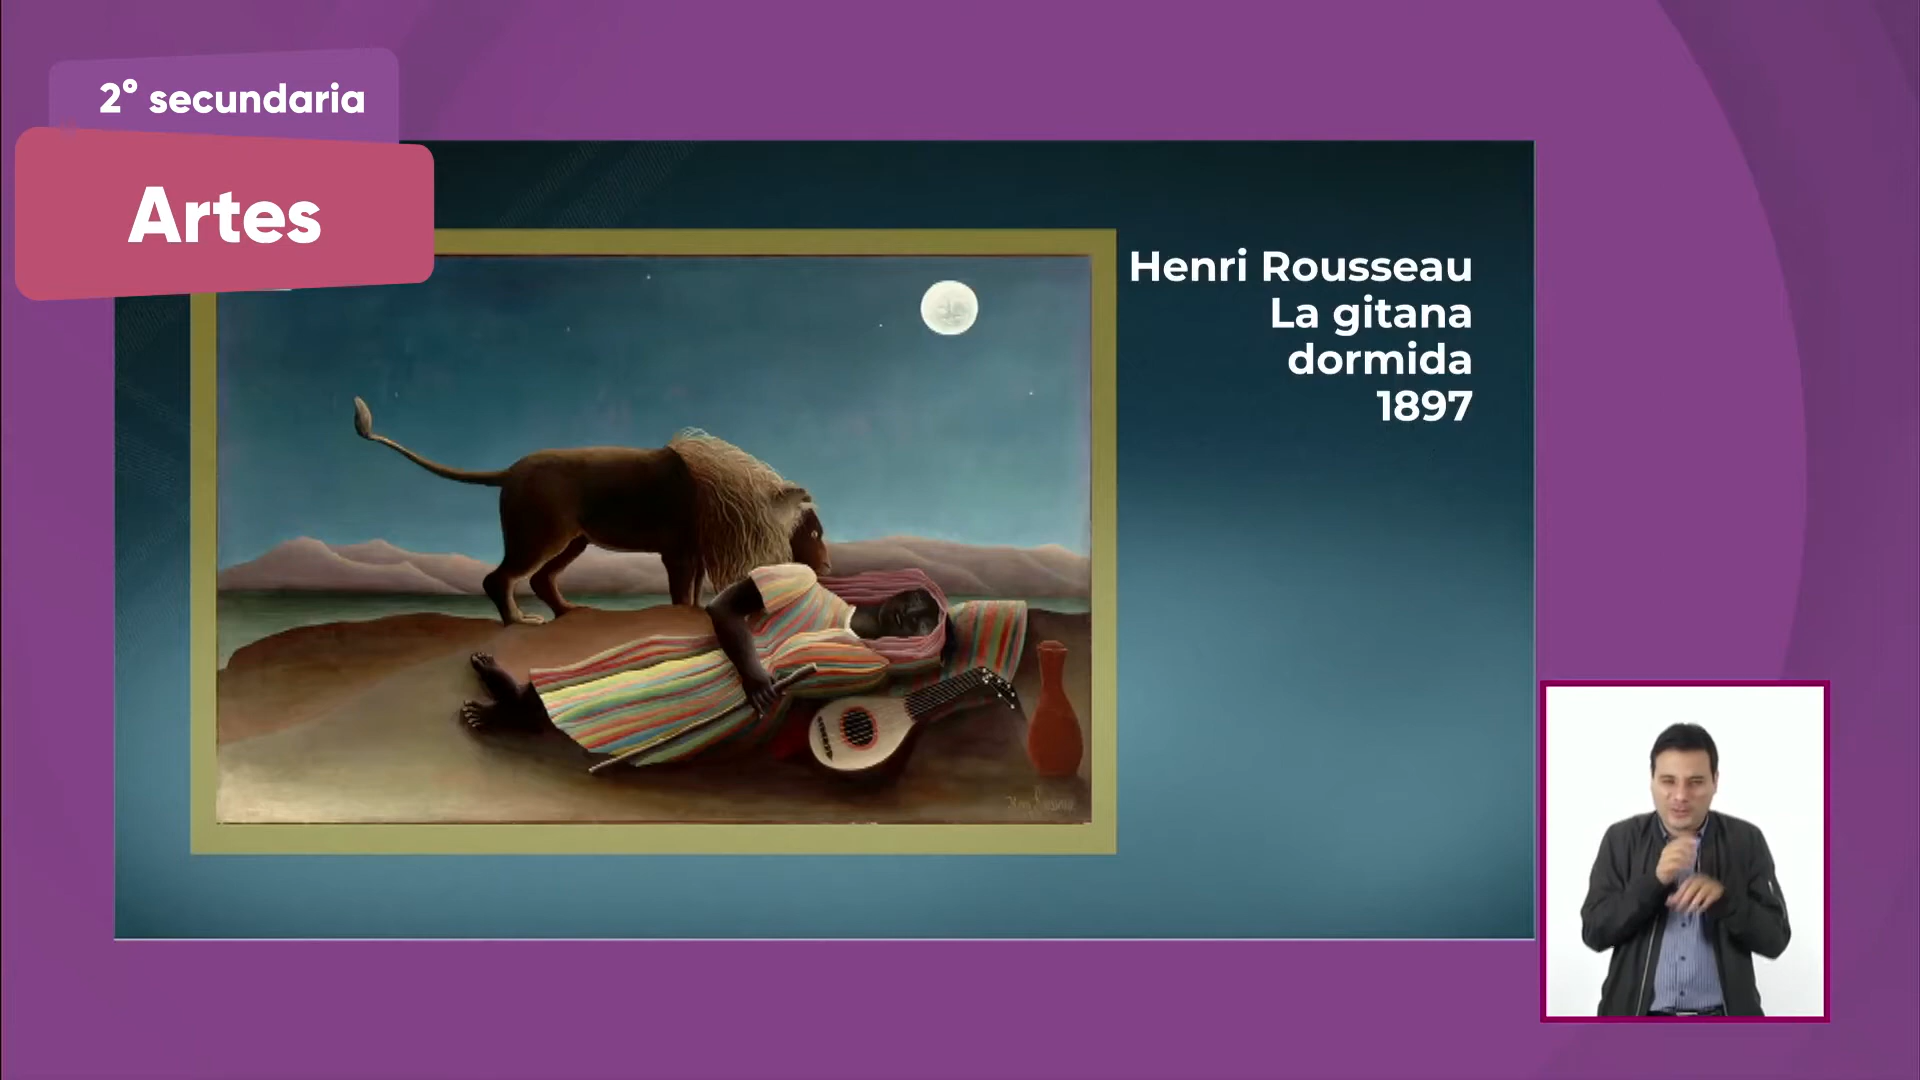 2° secundaria
Artes
Henri Rousseau
La gitana
dormida
1897